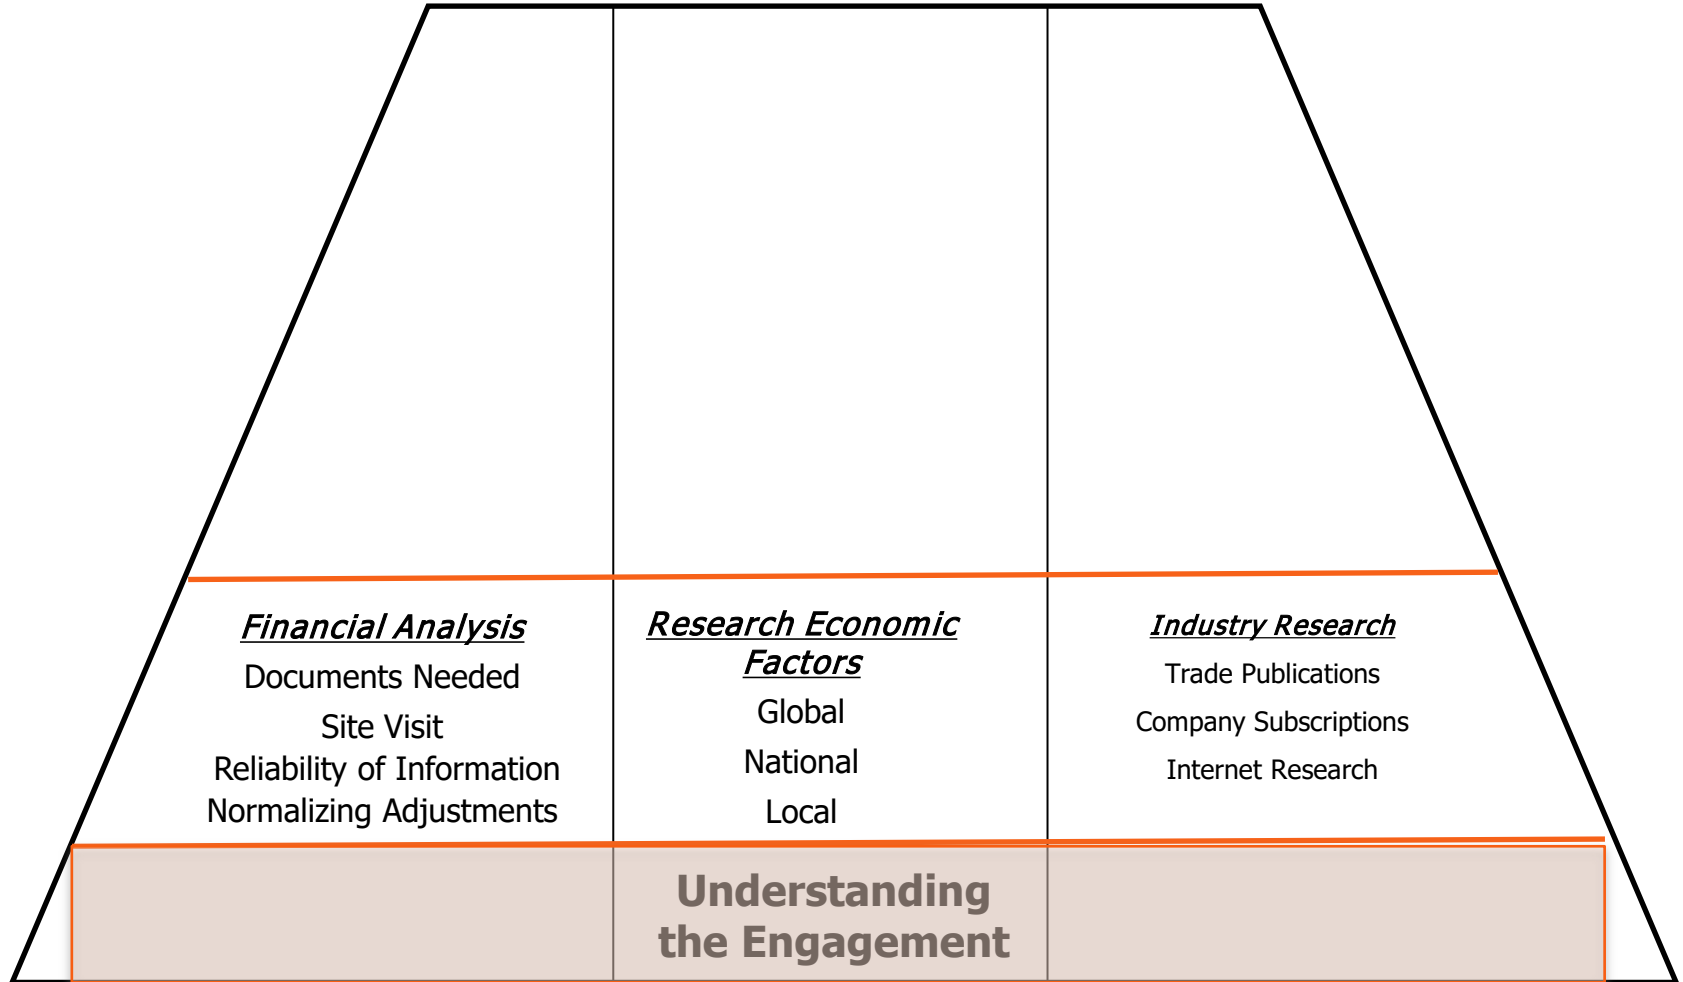 Financial Analysis
Documents Needed
Site Visit
Reliability of Information
Normalizing Adjustments
Research Economic
Factors
Global
National
Local
Industry Research
Trade Publications
Company Subscriptions
Internet Research
Understanding
the Engagement